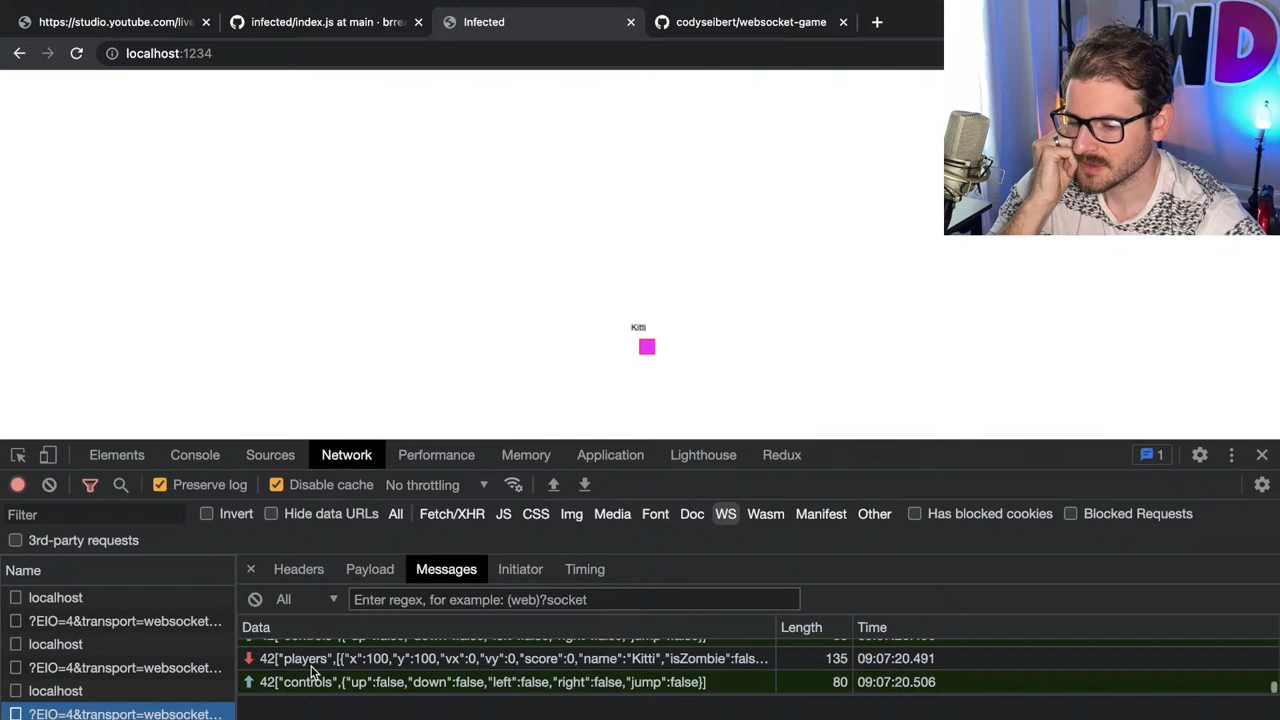 https://studio.youtube.com/live
infected/index.js at main · brrea
Infected
codyseibert/websocket-game
localhost:1234
WD
Kitti
Elements
Console
Sources
Network
Performance
Memory
Application
Lighthouse
Redux
1
Preserve log
Disable cache
No throttling
Filter
Invert
Hide data URLs
All
Fetch/XHR
JS
CSS
Img
Media
Font
Doc
WS
Wasm
Manifest
Other
Has blocked cookies
Blocked Requests
3rd-party requests
Name
Headers
Payload
Messages
Initiator
Timing
localhost
?EIO=4&transport=websocket...
localhost
?EIO=4&transport=websocket...
localhost
?EIO=4&transport=websocket...
All
Enter regex, for example: (web)?socket
Data
Length
Time
42["players",[{"x":100,"y":100,"vx":0,"vy":0,"score":0,"name":"Kitti","isZombie":fals...
135
09:07:20.491
42["controls",{"up":false,"down":false,"left":false,"right":false,"jump":false}]
80
09:07:20.506